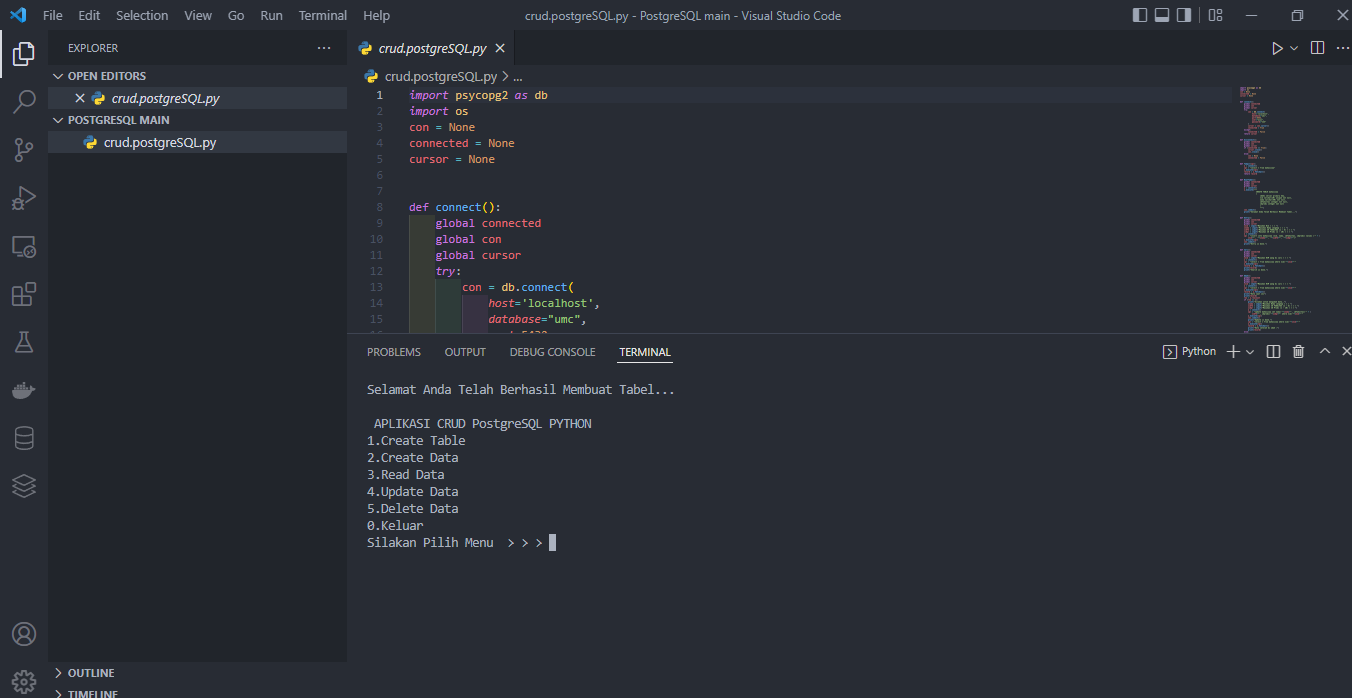 File Edit Selection View Go Run Terminal Help
crud.postgreSQL.py - PostgreSQL main - Visual Studio Code
EXPLORER
OPEN EDITORS
crud.postgreSQL.py
POSTGRESQL MAIN
crud.postgreSQL.py
OUTLINE
TIMELINE
crud.postgreSQL.py
crud.postgreSQL.py > ...
1 import psycopg2 as db
2 import os
3 con = None
4 connected = None
5 cursor = None
6
7
8 def connect():
9 global connected
10 global con
11 global cursor
12 try:
13 con = db.connect(
14 host='localhost',
15 database="umc",
PROBLEMS OUTPUT DEBUG CONSOLE TERMINAL
Python
Selamat Anda Telah Berhasil Membuat Tabel...
APLIKASI CRUD PostgreSQL PYTHON
1.Create Table
2.Create Data
3.Read Data
4.Update Data
5.Delete Data
0.Keluar
Silakan Pilih Menu > > >